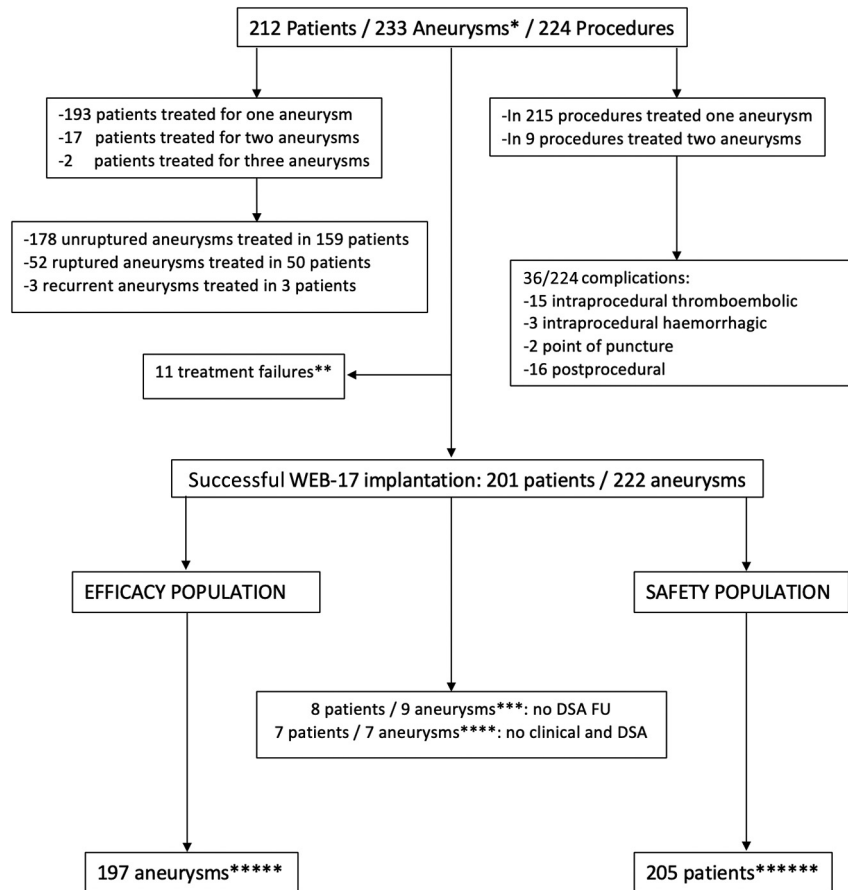 212 Patients / 233 Aneurysms* / 224 Procedures
-193 patients treated for one aneurysm
-17 patients treated for two aneurysms
-2 patients treated for three aneurysms
-In 215 procedures treated one aneurysm
-In 9 procedures treated two aneurysms
-178 unruptured aneurysms treated in 159 patients
-52 ruptured aneurysms treated in 50 patients
-3 recurrent aneurysms treated in 3 patients
36/224 complications:
-15 intraprocedural thromboembolic
-3 intraprocedural haemorrhagic
-2 point of puncture
-16 postprocedural
11 treatment failures**
Successful WEB-17 implantation: 201 patients / 222 aneurysms
EFFICACY POPULATION
SAFETY POPULATION
8 patients / 9 aneurysms***: no DSA FU
7 patients / 7 aneurysms****: no clinical and DSA
197 aneurysms*****
205 patients******